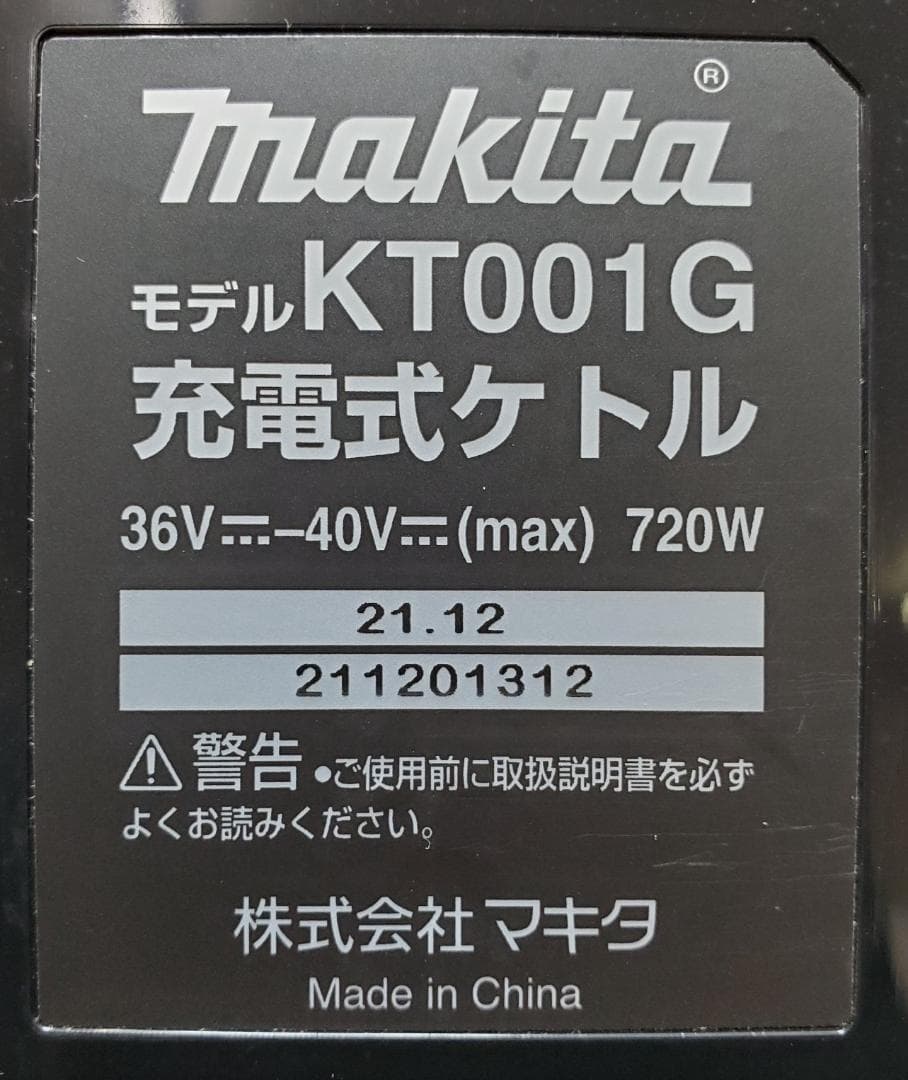 makita®
モデルKT001G
充電式ケトル
36V⎓–40V⎓(max) 720W
21.12
211201312
⚠警告 ●ご使用前に取扱説明書を必ず
よくお読みください。
株式会社マキタ
Made in China